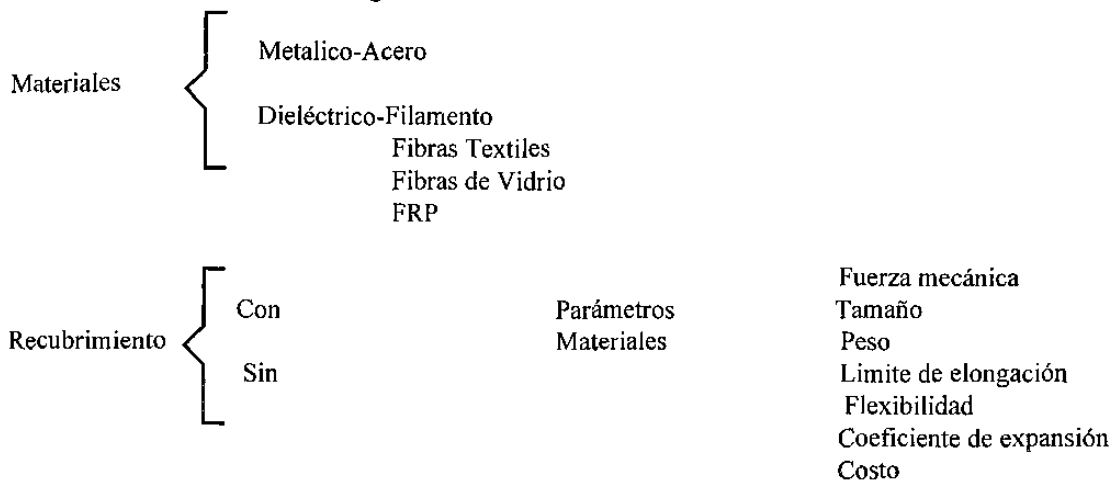 Materiales
Metalico-Acero
Dieléctrico-Filamento
Fibras Textiles
Fibras de Vidrio
FRP
Recubrimiento
Con
Sin
Parámetros
Materiales
Fuerza mecánica
Tamaño
Peso
Limite de elongación
Flexibilidad
Coeficiente de expansión
Costo